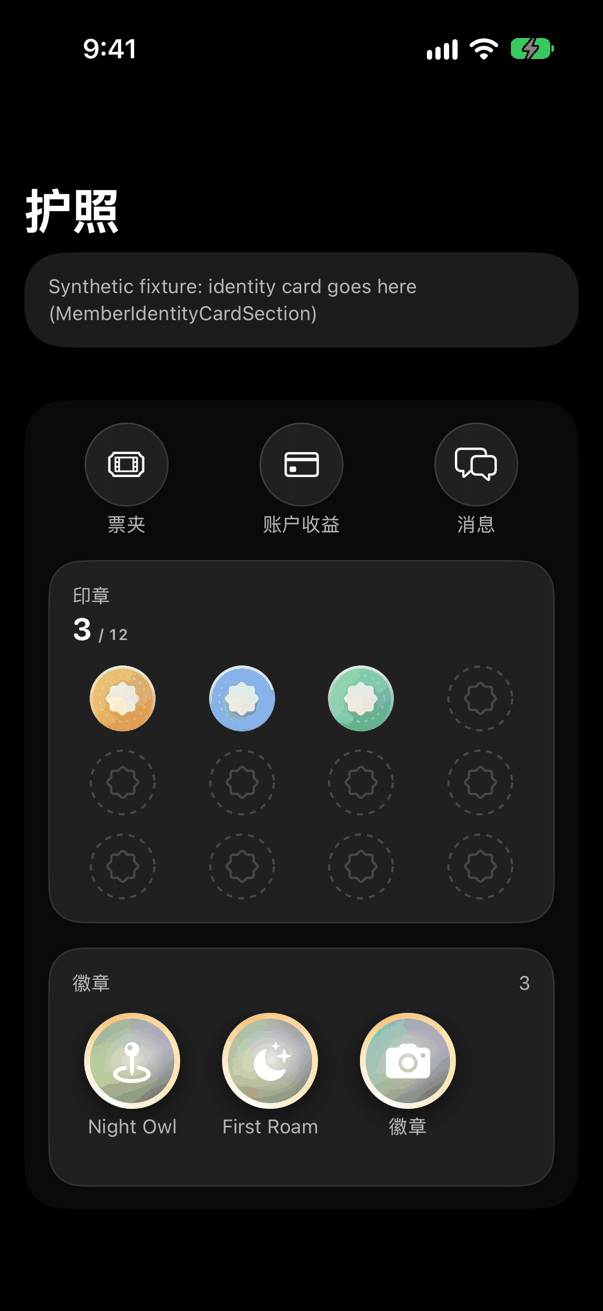 9:41
护照
Synthetic fixture: identity card goes here
(MemberIdentityCardSection)
票夹
账户收益
消息
印章
3 / 12
徽章
3
Night Owl
First Roam
徽章